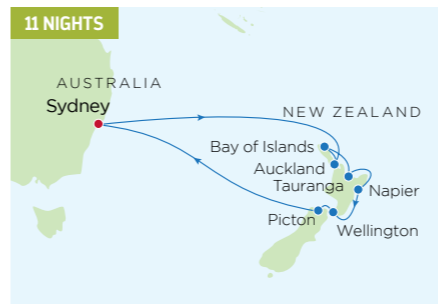 11 NIGHTS
AUSTRALIA
Sydney
NEW ZEALAND
Bay of Islands
Auckland
Tauranga
Napier
Picton
Wellington